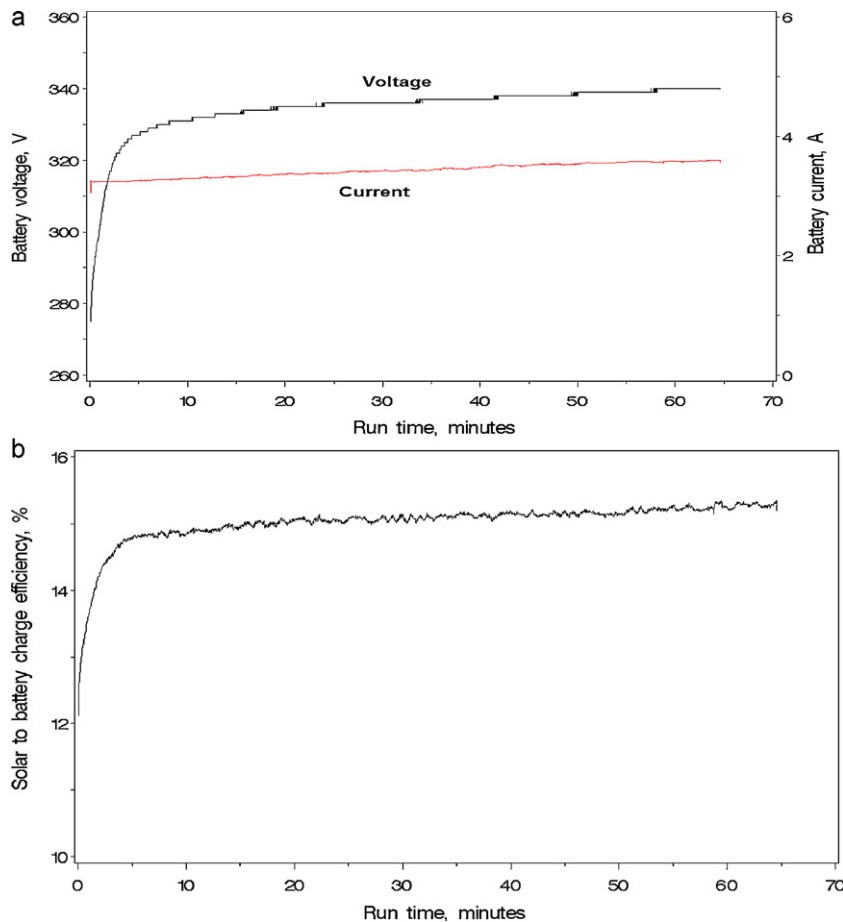 a
Battery voltage, V
360
340
320
300
280
260
Voltage
Current
Battery current, A
6
4
2
0
0 10 20 30 40 50 60 70
Run time, minutes
b
Solar to battery charge efficiency, %
16
14
12
10
0 10 20 30 40 50 60 70
Run time, minutes